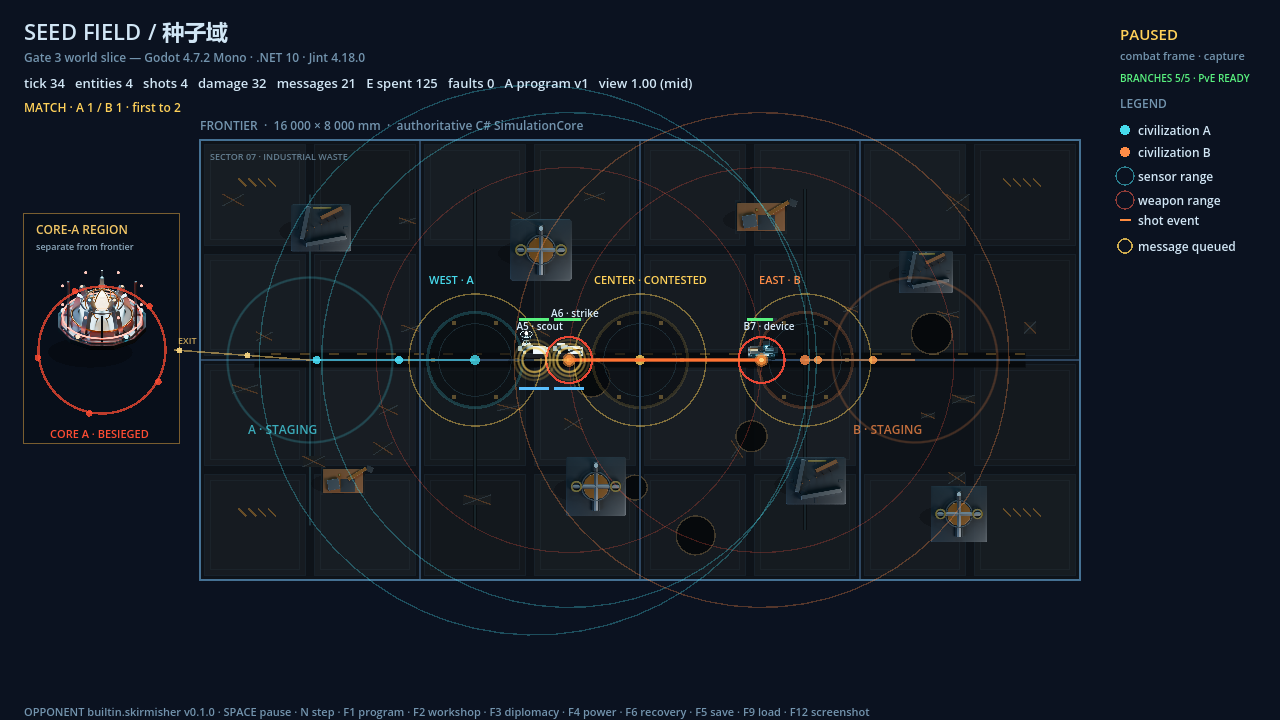 SEED FIELD / 种子域
Gate 3 world slice — Godot 4.7.2 Mono · .NET 10 · Jint 4.18.0
tick 34 entities 4 shots 4 damage 32 messages 21 E spent 125 faults 0 A program v1 view 1.00 (mid)
MATCH · A 1 / B 1 · first to 2
FRONTIER · 16 000 × 8 000 mm · authoritative C# SimulationCore
SECTOR 07 · INDUSTRIAL WASTE
PAUSED
combat frame · capture
BRANCHES 5/5 · PvE READY
LEGEND
civilization A
civilization B
sensor range
weapon range
shot event
message queued
CORE-A REGION
separate from frontier
EXIT
CORE A · BESIEGED
WEST · A
CENTER · CONTESTED
EAST · B
A6 · strike
A5 · scout
B7 · device
A · STAGING
B · STAGING
OPPONENT builtin.skirmisher v0.1.0 · SPACE pause · N step · F1 program · F2 workshop · F3 diplomacy · F4 power · F6 recovery · F5 save · F9 load · F12 screenshot